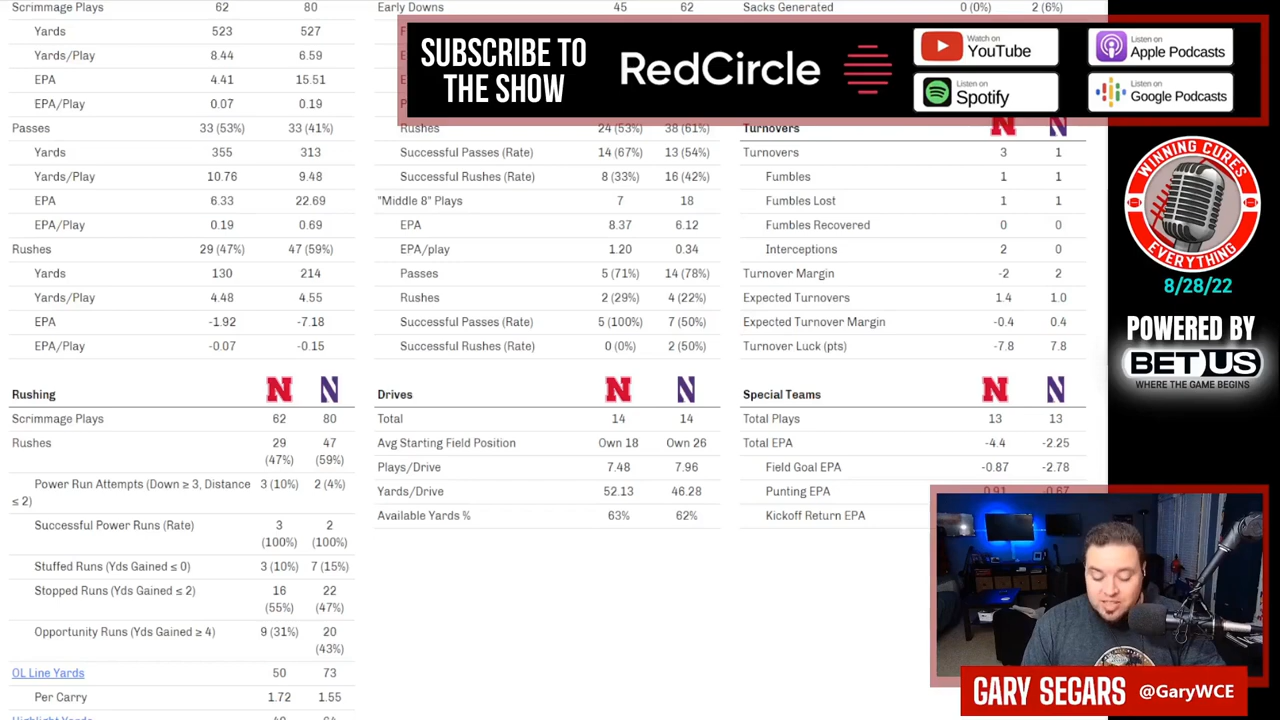 Scrimmage Plays 62 80
Yards 523 527
Yards/Play 8.44 6.59
EPA 4.41 15.51
EPA/Play 0.07 0.19
Passes 33 (53%) 33 (41%)
Yards 355 313
Yards/Play 10.76 9.48
EPA 6.33 22.69
EPA/Play 0.19 0.69
Rushes 29 (47%) 47 (59%)
Yards 130 214
Yards/Play 4.48 4.55
EPA -1.92 -7.18
EPA/Play -0.07 -0.15
Rushing N N
Scrimmage Plays 62 80
Rushes 29 47
(47%) (59%)
Power Run Attempts (Down ≥ 3, Distance 3 (10%) 2 (4%)
≤ 2)
Successful Power Runs (Rate) 3 2
(100%) (100%)
Stuffed Runs (Yds Gained ≤ 0) 3 (10%) 7 (15%)
Stopped Runs (Yds Gained ≤ 2) 16 22
(55%) (47%)
Opportunity Runs (Yds Gained ≥ 4) 9 (31%) 20
(43%)
OL Line Yards 50 73
Per Carry 1.72 1.55
Early Downs 45 62
Rushes 24 (53%) 38 (61%)
Successful Passes (Rate) 14 (67%) 13 (54%)
Successful Rushes (Rate) 8 (33%) 16 (42%)
"Middle 8" Plays 7 18
EPA 8.37 6.12
EPA/play 1.20 0.34
Passes 5 (71%) 14 (78%)
Rushes 2 (29%) 4 (22%)
Successful Passes (Rate) 5 (100%) 7 (50%)
Successful Rushes (Rate) 0 (0%) 2 (50%)
Drives N N
Total 14 14
Avg Starting Field Position Own 18 Own 26
Plays/Drive 7.48 7.96
Yards/Drive 52.13 46.28
Available Yards % 63% 62%
Sacks Generated 0 (0%) 2 (6%)
Turnovers N N
Turnovers 3 1
Fumbles 1 1
Fumbles Lost 1 1
Fumbles Recovered 0 0
Interceptions 2 0
Turnover Margin -2 2
Expected Turnovers 1.4 1.0
Expected Turnover Margin -0.4 0.4
Turnover Luck (pts) -7.8 7.8
Special Teams N N
Total Plays 13 13
Total EPA -4.4 -2.25
Field Goal EPA -0.87 -2.78
Punting EPA 0.91 -0.67
Kickoff Return EPA
SUBSCRIBE TO
THE SHOW
RedCircle
Watch on
YouTube
Listen on
Spotify
Listen on
Apple Podcasts
Listen on
Google Podcasts
WINNING CURES
EVERYTHING
8/28/22
POWERED BY
BETUS
WHERE THE GAME BEGINS
GARY SEGARS @GaryWCE